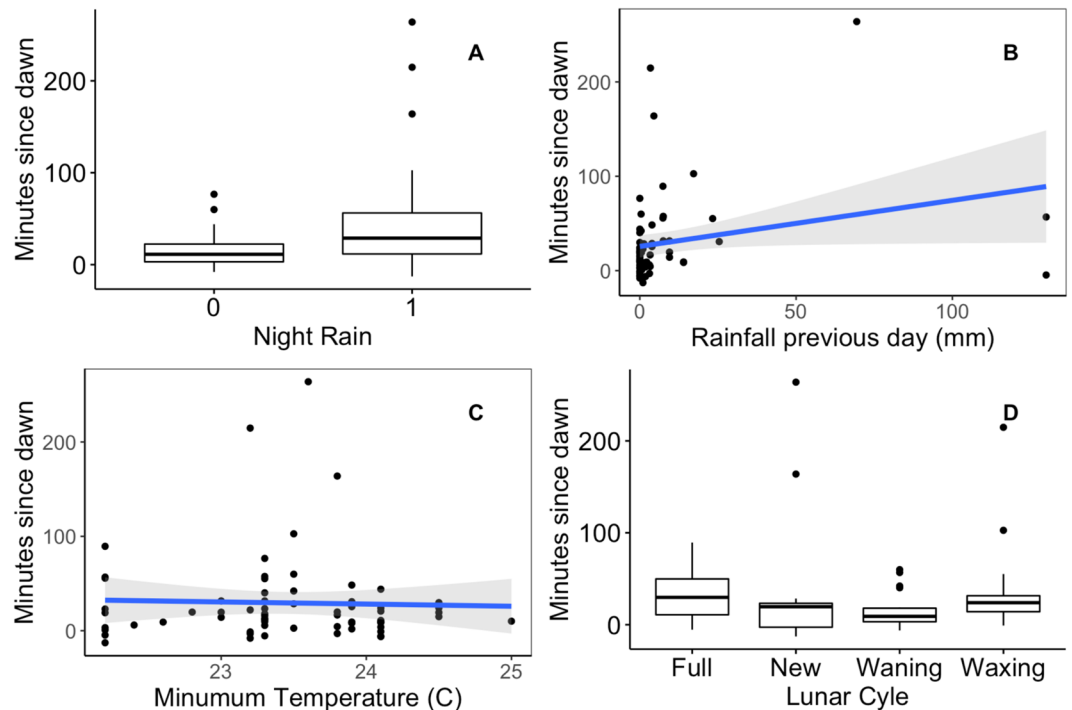 A
Minutes since dawn
200
100
0
0 1
Night Rain
B
Minutes since dawn
200
100
0
0 50 100
Rainfall previous day (mm)
C
Minutes since dawn
200
100
0
23 24 25
Minumum Temperature (C)
D
Minutes since dawn
200
100
0
Full New Waning Waxing
Lunar Cyle